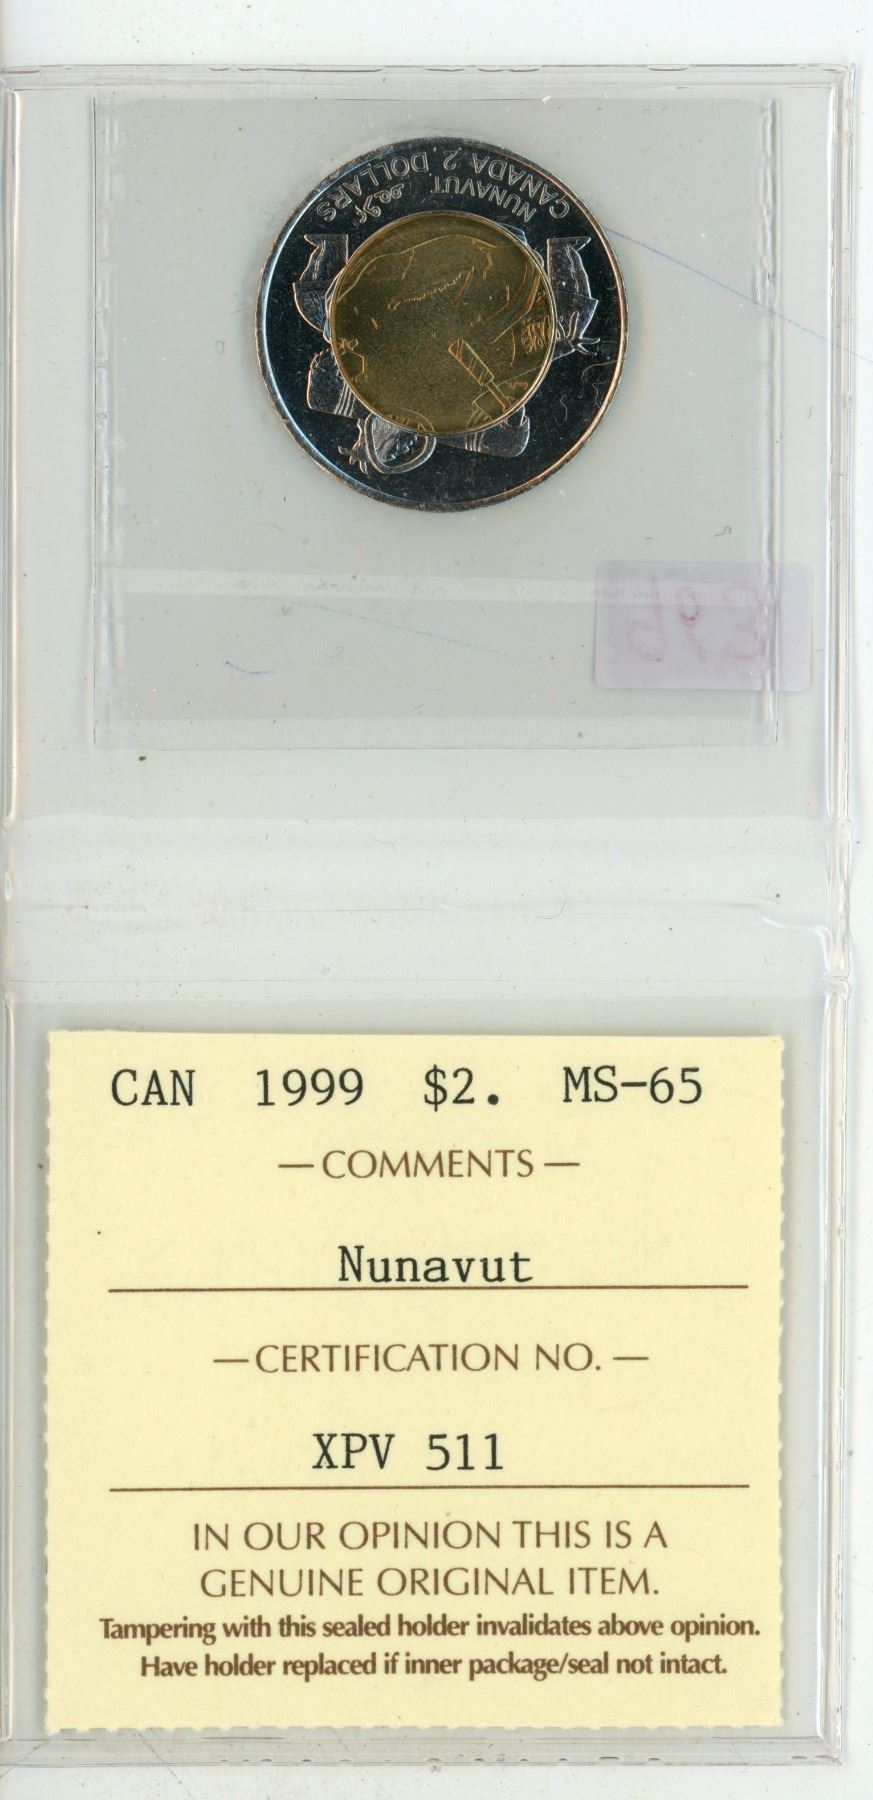 CANADA 2 DOLLARS
NUNAVUT ᓄᓇᕗᑦ
E96
CAN 1999 $2. MS-65
— COMMENTS —
Nunavut
— CERTIFICATION NO. —
XPV 511
IN OUR OPINION THIS IS A
GENUINE ORIGINAL ITEM.
Tampering with this sealed holder invalidates above opinion.
Have holder replaced if inner package/seal not intact.